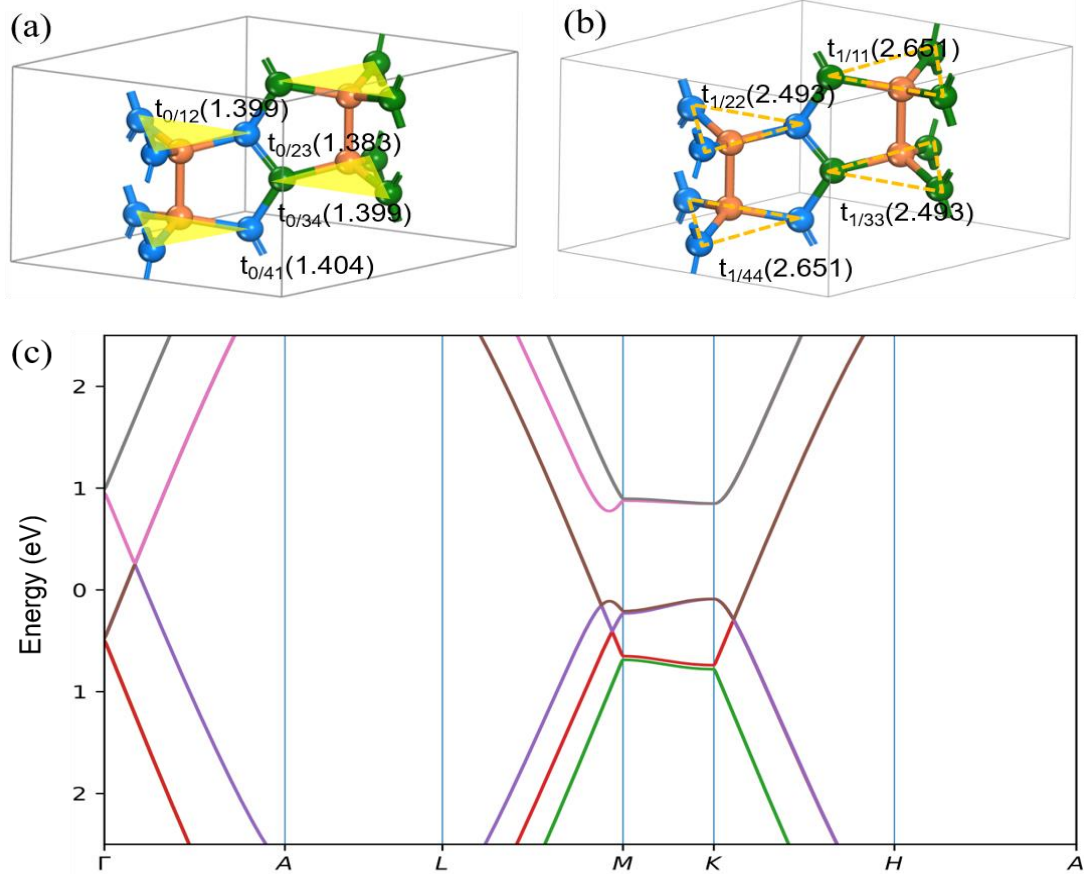 (a)
t0/12(1.399)
t0/23(1.383)
t0/34(1.399)
t0/41(1.404)
(b)
t1/11(2.651)
t1/22(2.493)
t1/33(2.493)
t1/44(2.651)
(c)
Energy (eV)
2
1
0
1
2
Γ A L M K H A